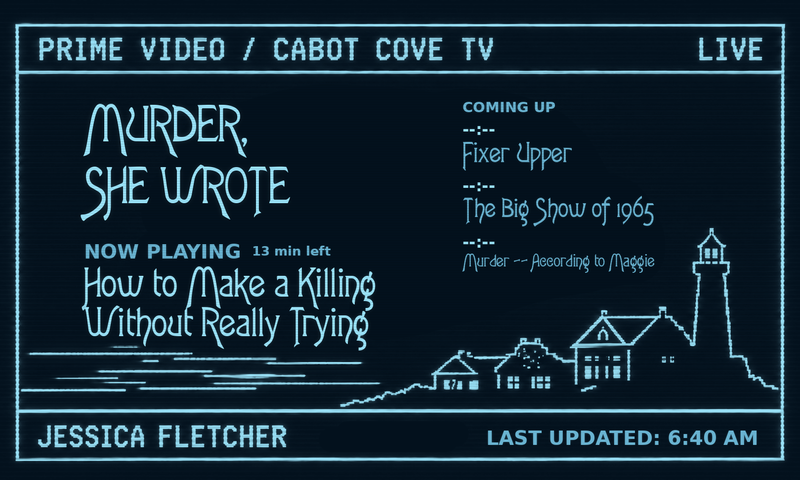 PRIME VIDEO / CABOT COVE TV
LIVE
MURDER,
SHE WROTE
NOW PLAYING 13 min left
How to Make a Killing
Without Really Trying
COMING UP
--:--
Fixer Upper
--:--
The Big Show of 1965
--:--
Murder -- According to Maggie
JESSICA FLETCHER
LAST UPDATED: 6:40 AM